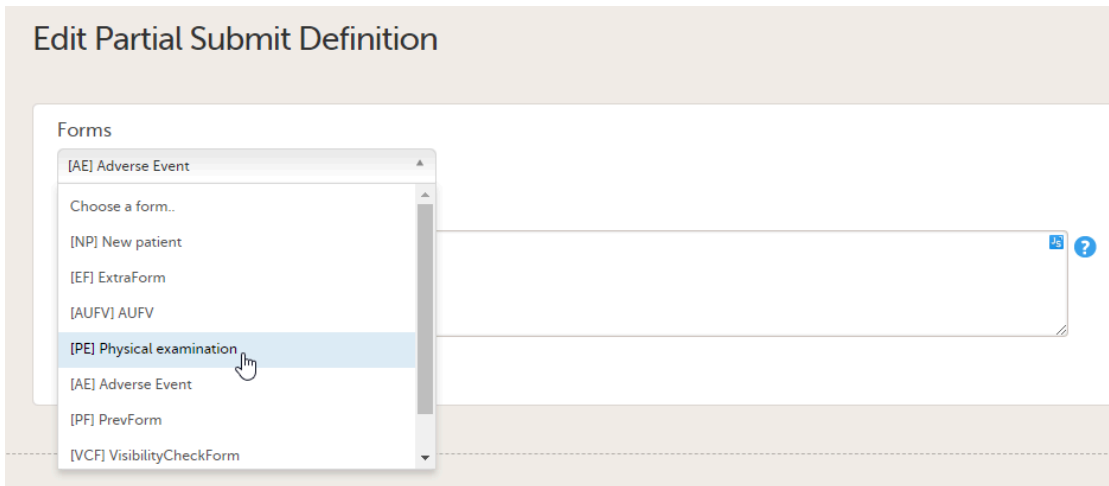 Edit Partial Submit Definition
Forms
[AE] Adverse Event
Choose a form..
[NP] New patient
[EF] ExtraForm
[AUFV] AUFV
[PE] Physical examination
[AE] Adverse Event
[PF] PrevForm
[VCF] VisibilityCheckForm
JS
?